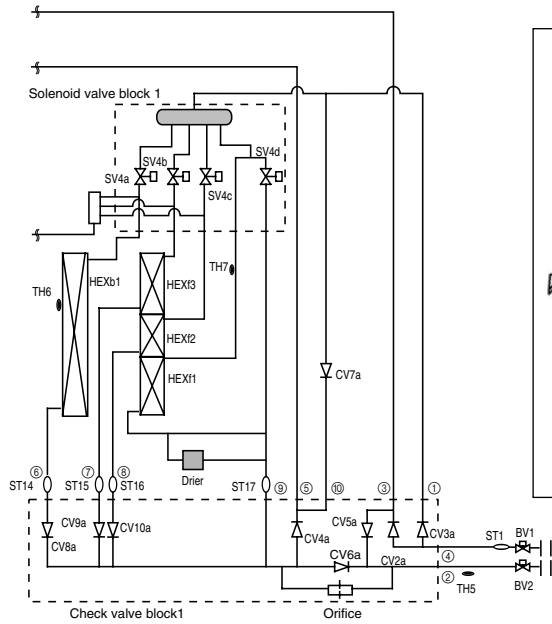 Solenoid valve block 1
SV4d
SV4b
SV4a
SV4c
TH7
HEXb1
HEXf3
TH6
HEXf2
CV7a
HEXf1
Drier
⑥ ⑦ ⑧ ⑨ ⑤ ⑩ ③ ①
ST14 ST15 ST16 ST17
CV9a CV10a CV5a CV3a ST1 BV1
CV8a CV4a
CV6a CV2a ④
② TH5 BV2
Check valve block1 Orifice